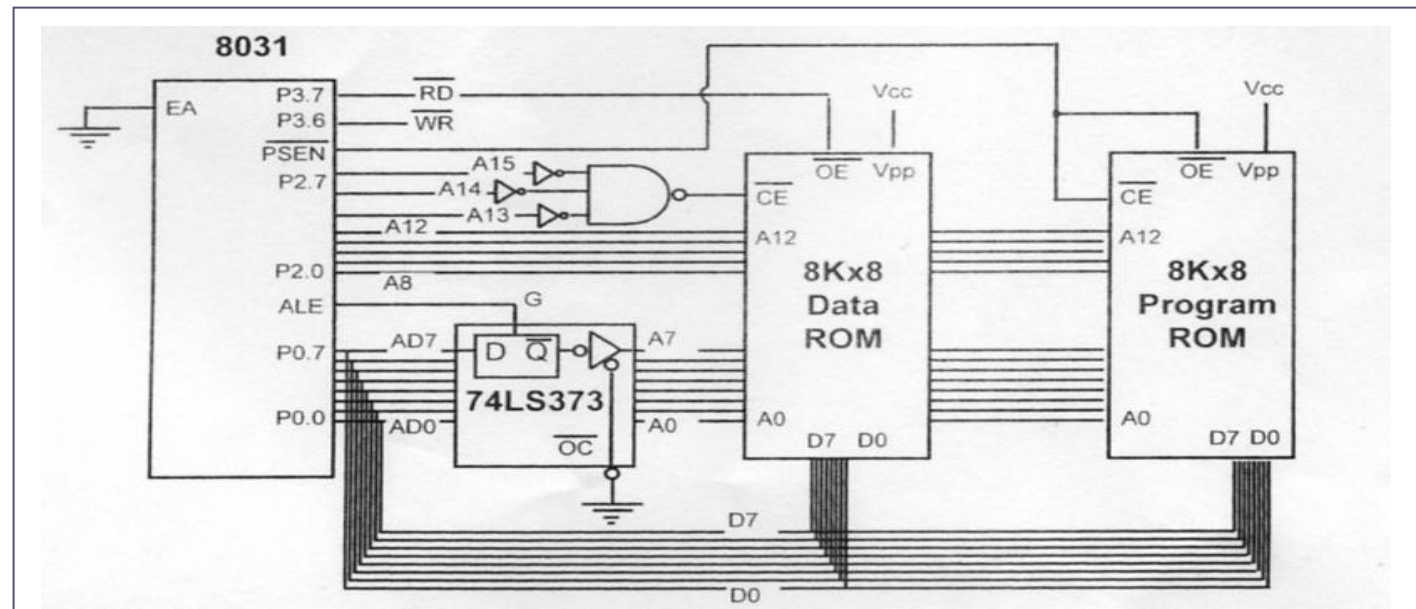 8031
EA
P3.7
P3.6
PSEN
P2.7
P2.0
ALE
P0.7
P0.0
RD
WR
A15
A14
A13
A12
A8
G
AD7
D Q
74LS373
AD0
OC
A7
A0
Vcc
OE Vpp
CE
A12
8Kx8
Data
ROM
A0
D7 D0
Vcc
OE Vpp
CE
A12
8Kx8
Program
ROM
A0
D7 D0
D7
D0